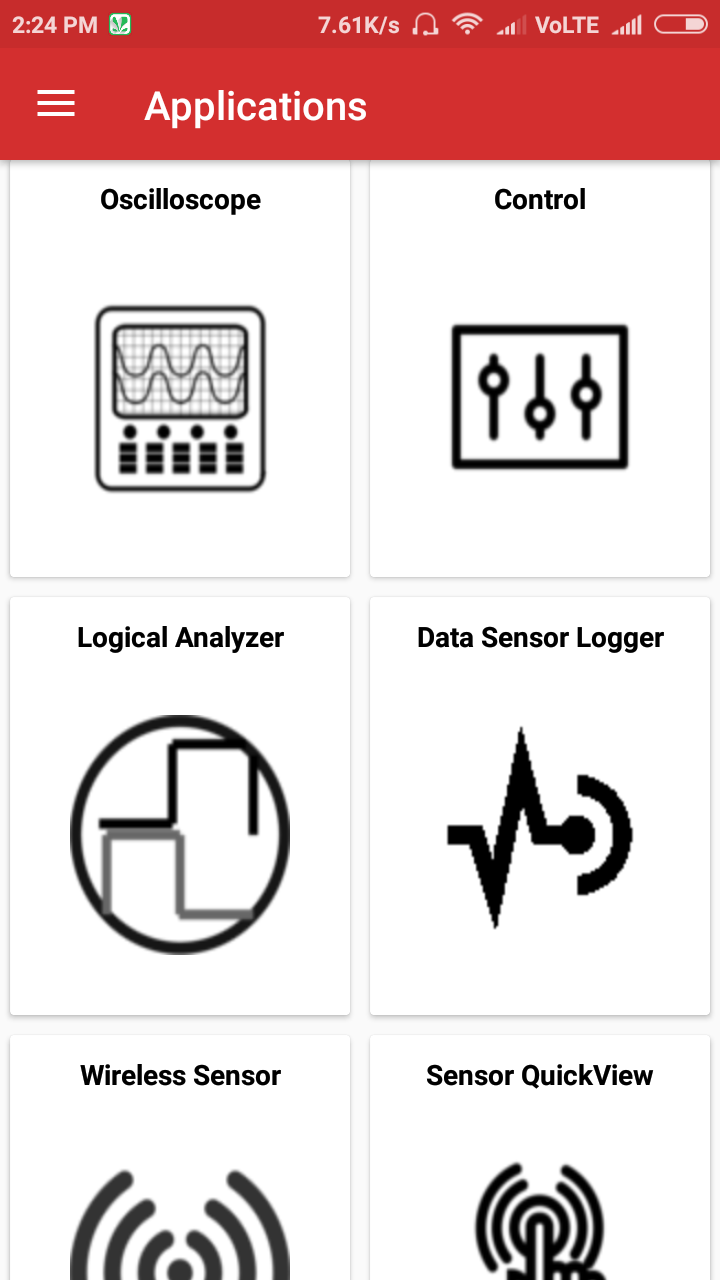 2:24 PM 7.61K/s VoLTE
Applications
Oscilloscope Control
Logical Analyzer Data Sensor Logger
Wireless Sensor Sensor QuickView